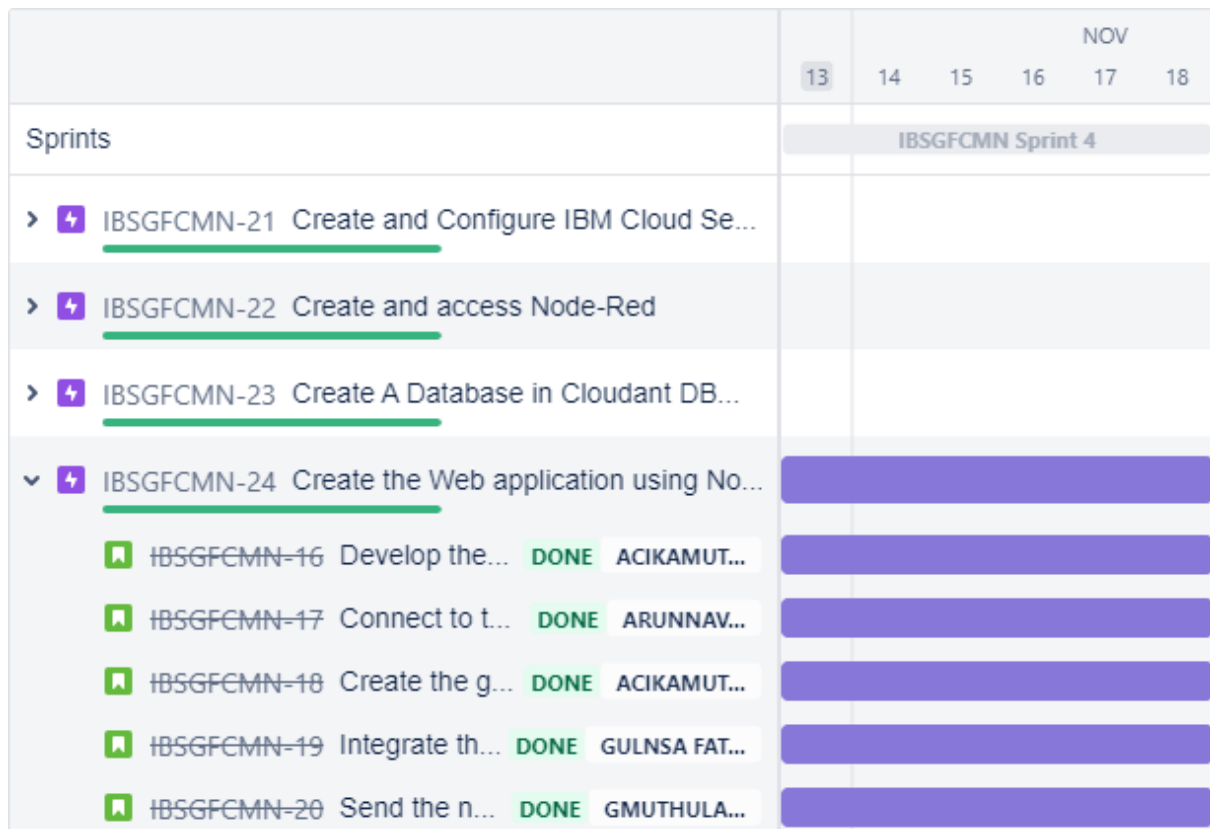 NOV
13 14 15 16 17 18
Sprints IBSGFCMN Sprint 4
IBSGFCMN-21 Create and Configure IBM Cloud Se...
IBSGFCMN-22 Create and access Node-Red
IBSGFCMN-23 Create A Database in Cloudant DB...
IBSGFCMN-24 Create the Web application using No...
IBSGFCMN-16 Develop the... DONE ACIKAMUT...
IBSGFCMN-17 Connect to t... DONE ARUNNAV...
IBSGFCMN-18 Create the g... DONE ACIKAMUT...
IBSGFCMN-19 Integrate th... DONE GULNSA FAT...
IBSGFCMN-20 Send the n... DONE GMUTHULA...